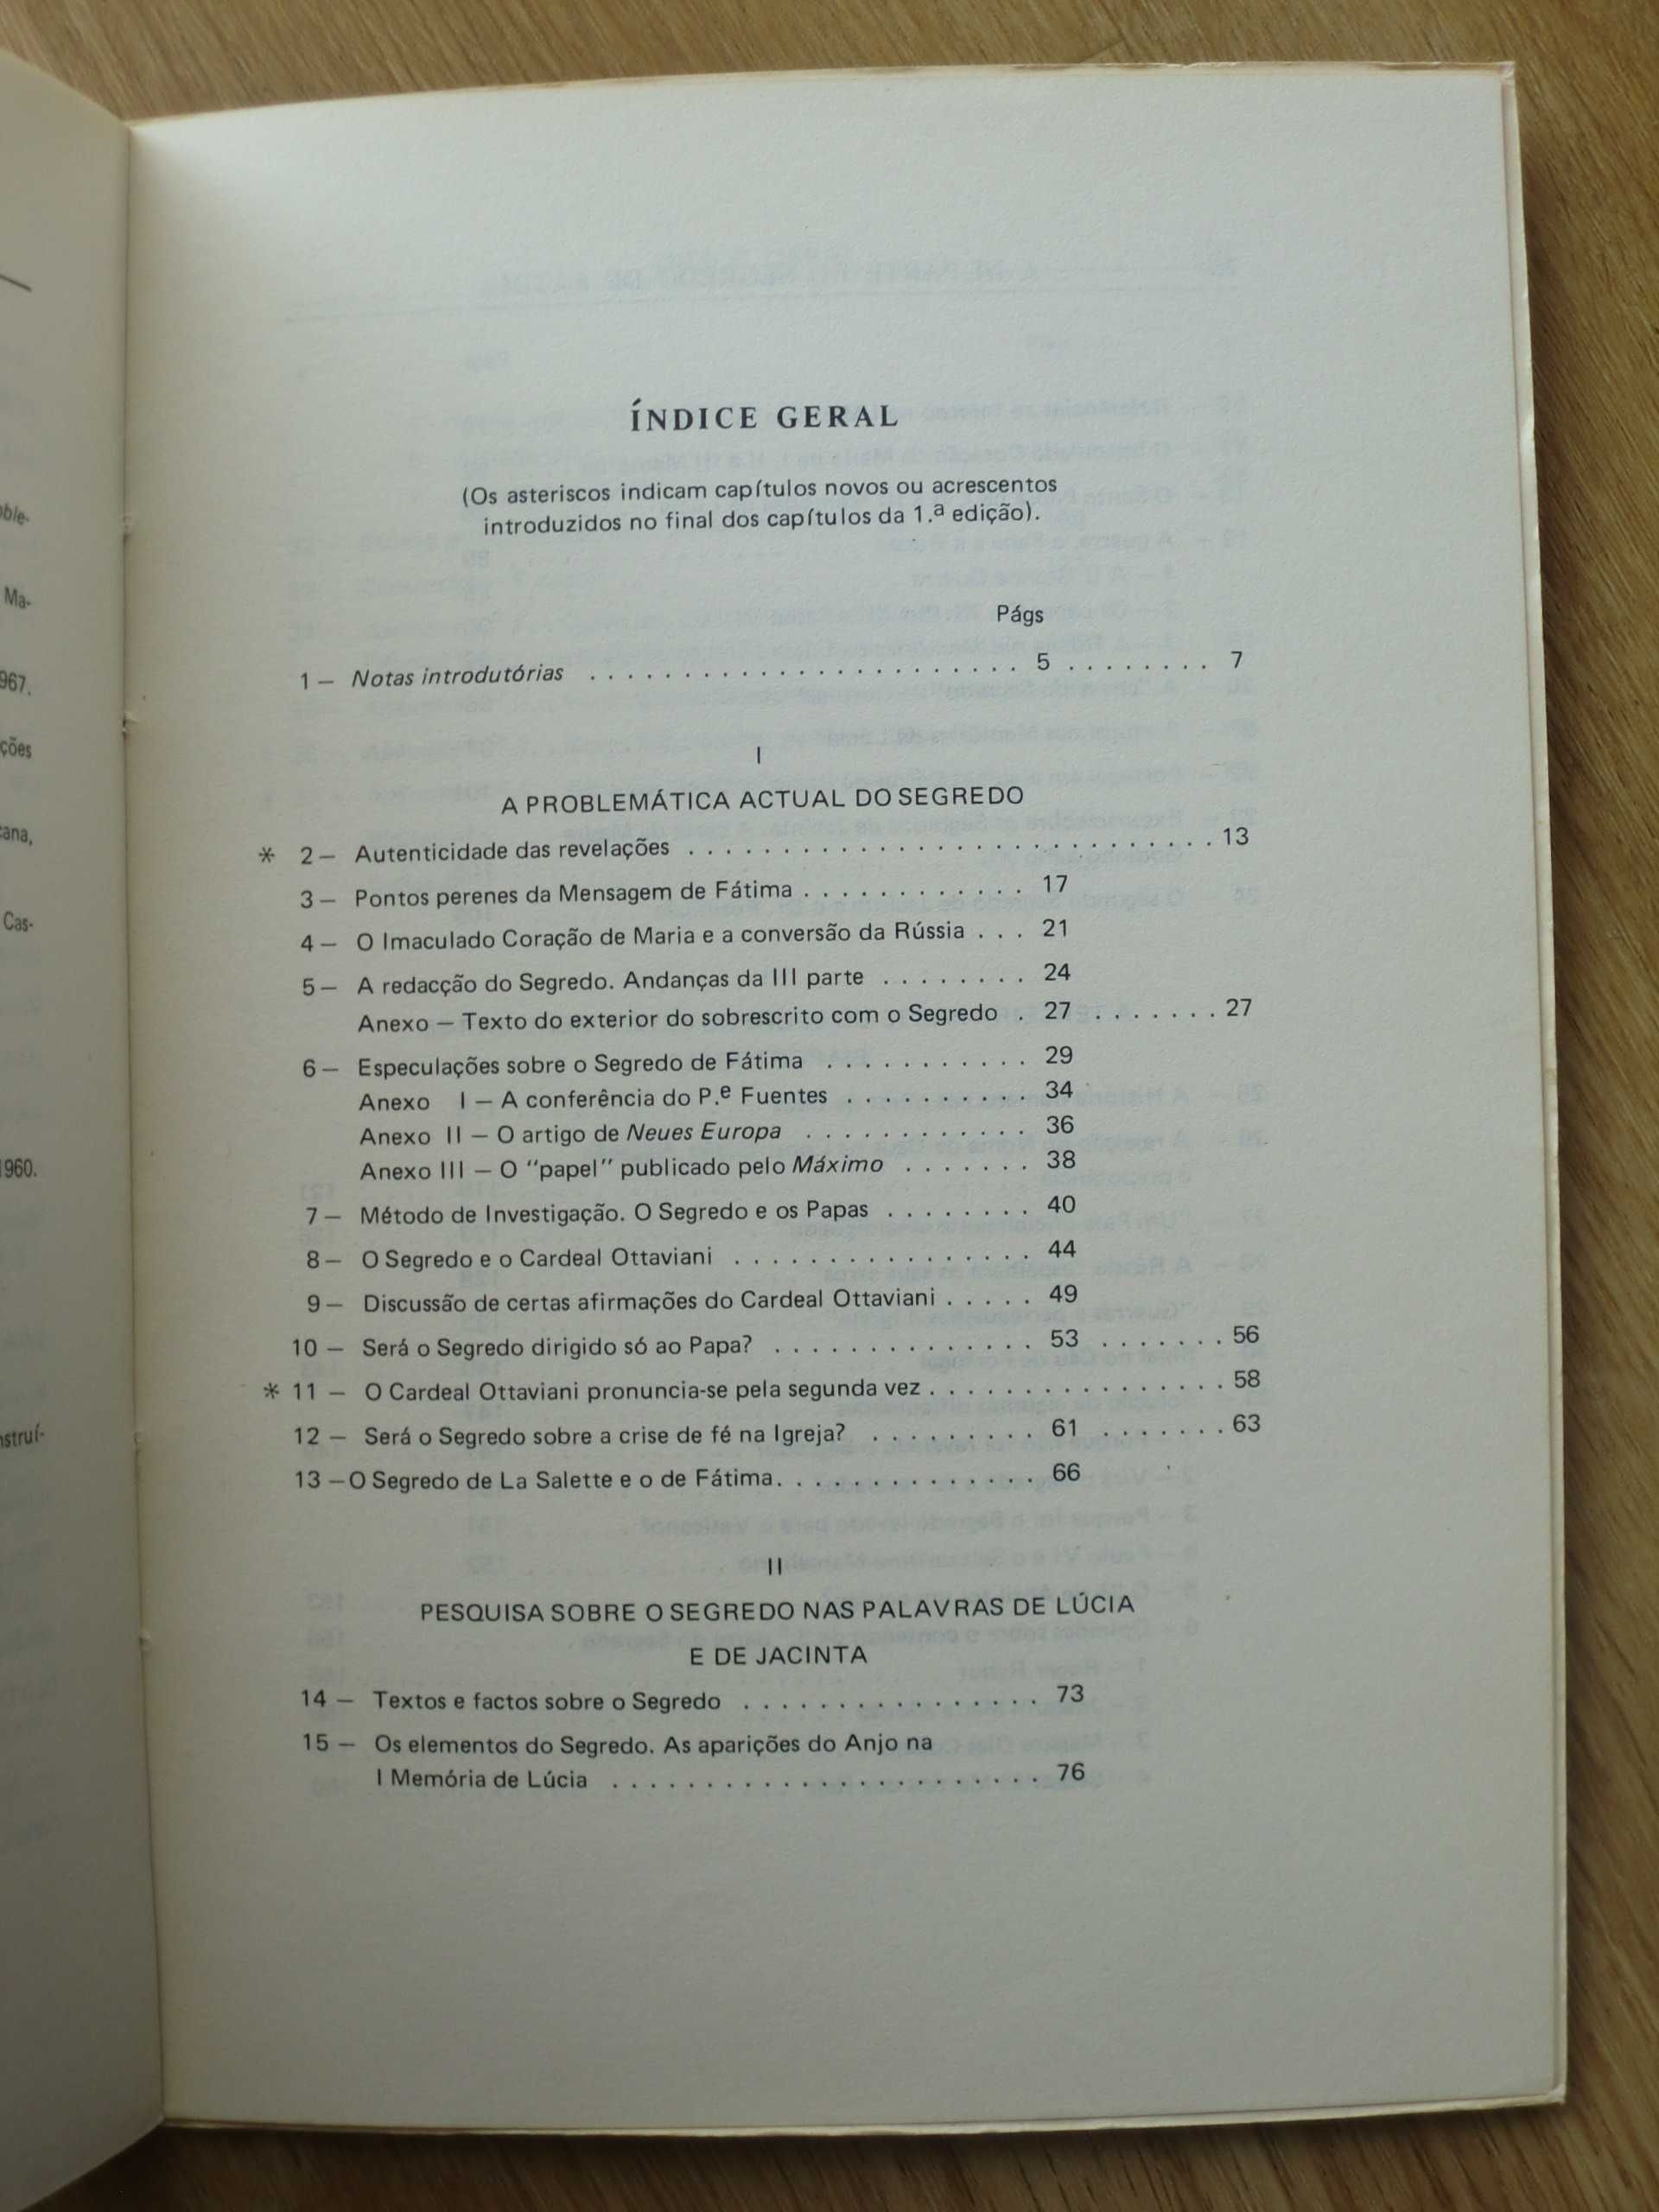 oble-
Ma-
967.
ções
cana,
Cas-
1960.
nstruí-
ÍNDICE GERAL
(Os asteriscos indicam capítulos novos ou acrescentos
introduzidos no final dos capítulos da 1.ª edição).
Págs
1 — Notas introdutórias . . . . . . . . . . . . . . . . . . . . . . . 5 . . . . . . . . 7
I
A PROBLEMÁTICA ACTUAL DO SEGREDO
* 2 — Autenticidade das revelações . . . . . . . . . . . . . . . . . . . . . . . . . . . . 13
3 — Pontos perenes da Mensagem de Fátima . . . . . . . . . . . . 17
4 — O Imaculado Coração de Maria e a conversão da Rússia . . . 21
5 — A redacção do Segredo. Andanças da III parte . . . . . . . . 24
Anexo — Texto do exterior do sobrescrito com o Segredo . 27 . . . . . . . 27
6 — Especulações sobre o Segredo de Fátima . . . . . . . . . . . 29
Anexo I — A conferência do P.e Fuentes . . . . . . . . . . 34
Anexo II — O artigo de Neues Europa . . . . . . . . . . . . 36
Anexo III — O "papel" publicado pelo Máximo . . . . . . . 38
7 — Método de Investigação. O Segredo e os Papas . . . . . . . . 40
8 — O Segredo e o Cardeal Ottaviani . . . . . . . . . . . . . . . . 44
9 — Discussão de certas afirmações do Cardeal Ottaviani . . . . . 49
10 — Será o Segredo dirigido só ao Papa? . . . . . . . . . . . . . . 53 . . . . . . . 56
* 11 — O Cardeal Ottaviani pronuncia-se pela segunda vez . . . . . . . . . . . . . . . . 58
12 — Será o Segredo sobre a crise de fé na Igreja? . . . . . . . . . 61 . . . . . . . 63
13 — O Segredo de La Salette e o de Fátima. . . . . . . . . . . . . . 66
II
PESQUISA SOBRE O SEGREDO NAS PALAVRAS DE LÚCIA
E DE JACINTA
14 — Textos e factos sobre o Segredo . . . . . . . . . . . . . . . . 73
15 — Os elementos do Segredo. As aparições do Anjo na
I Memória de Lúcia . . . . . . . . . . . . . . . . . . . . . . . 76